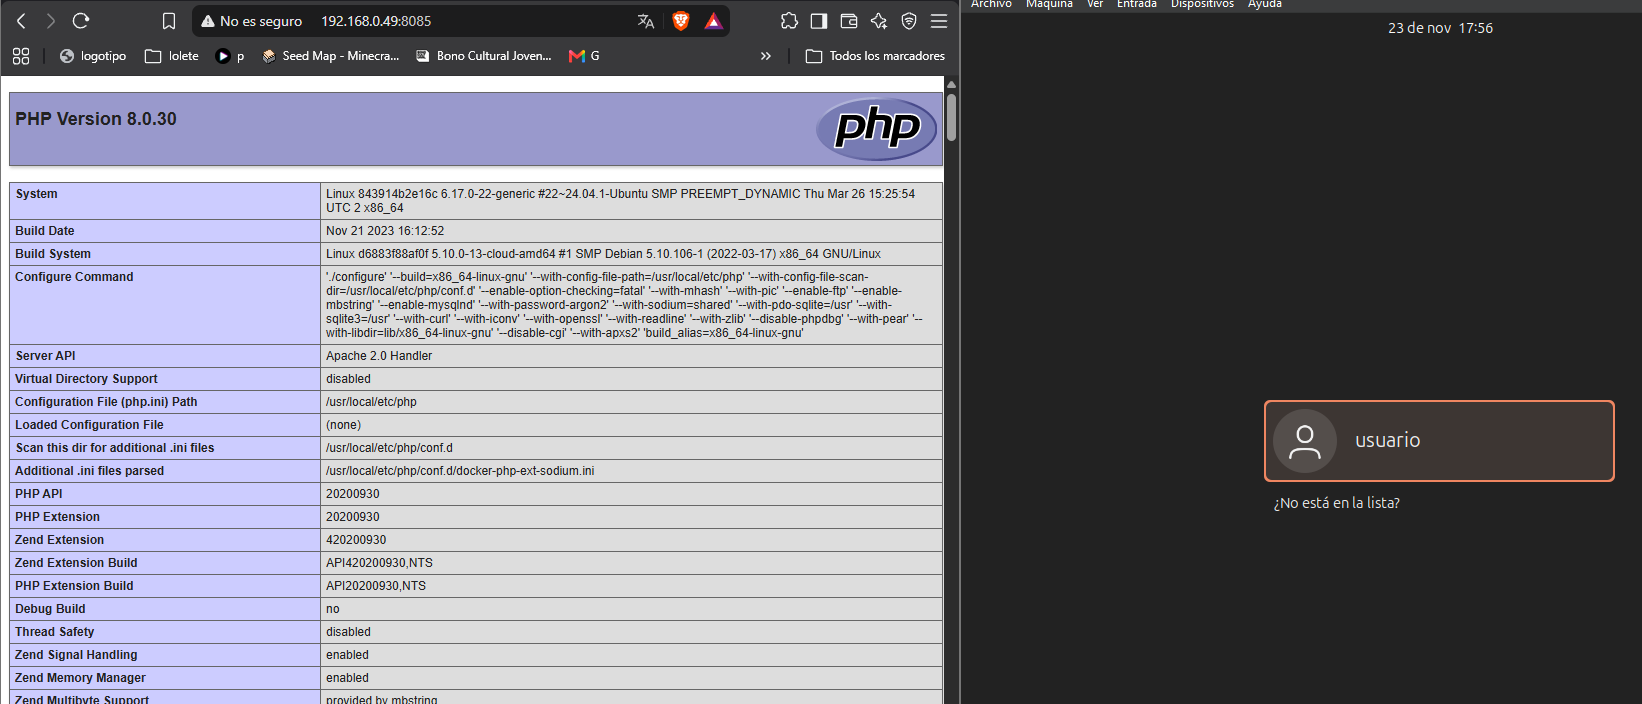 No es seguro 192.168.0.49:8085
logotipo lolete p Seed Map - Minecra... Bono Cultural Joven... G » Todos los marcadores
PHP Version 8.0.30
php
System Linux 843914b2e16c 6.17.0-22-generic #22~24.04.1-Ubuntu SMP PREEMPT_DYNAMIC Thu Mar 26 15:25:54
UTC 2 x86_64
Build Date Nov 21 2023 16:12:52
Build System Linux d6883f88af0f 5.10.0-13-cloud-amd64 #1 SMP Debian 5.10.106-1 (2022-03-17) x86_64 GNU/Linux
Configure Command './configure' '--build=x86_64-linux-gnu' '--with-config-file-path=/usr/local/etc/php' '--with-config-file-scan-
dir=/usr/local/etc/php/conf.d' '--enable-option-checking=fatal' '--with-mhash' '--with-pic' '--enable-ftp' '--enable-
mbstring' '--enable-mysqlnd' '--with-password-argon2' '--with-sodium=shared' '--with-pdo-sqlite=/usr' '--with-
sqlite3=/usr' '--with-curl' '--with-iconv' '--with-openssl' '--with-readline' '--with-zlib' '--disable-phpdbg' '--with-pear' '--
with-libdir=lib/x86_64-linux-gnu' '--disable-cgi' '--with-apxs2' 'build_alias=x86_64-linux-gnu'
Server API Apache 2.0 Handler
Virtual Directory Support disabled
Configuration File (php.ini) Path /usr/local/etc/php
Loaded Configuration File (none)
Scan this dir for additional .ini files /usr/local/etc/php/conf.d
Additional .ini files parsed /usr/local/etc/php/conf.d/docker-php-ext-sodium.ini
PHP API 20200930
PHP Extension 20200930
Zend Extension 420200930
Zend Extension Build API420200930,NTS
PHP Extension Build API20200930,NTS
Debug Build no
Thread Safety disabled
Zend Signal Handling enabled
Zend Memory Manager enabled
Zend Multibyte Support provided by mbstring
Archivo Máquina Ver Entrada Dispositivos Ayuda
23 de nov 17:56
usuario
¿No está en la lista?